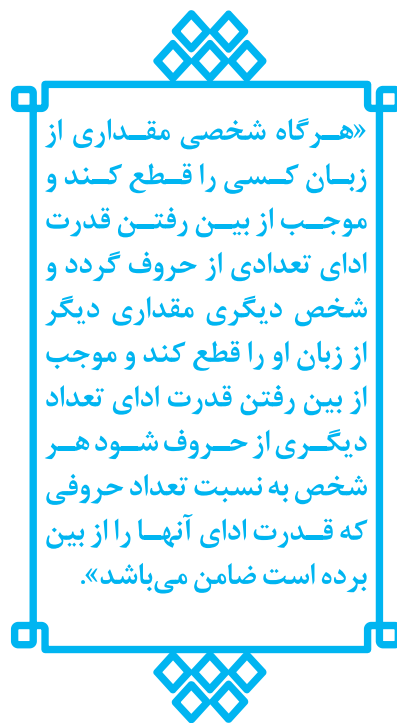 «هرگاه شخصی مقداری از
زبان کسی را قطع کند و
موجب از بین رفتن قدرت
ادای تعدادی از حروف گردد و
شخص دیگری مقداری دیگر
از زبان او را قطع کند و موجب
از بین رفتن قدرت ادای تعداد
دیگری از حروف شود هر
شخص به نسبت تعداد حروفی
که قدرت ادای آنها را از بین
برده است ضامن می‌باشد».